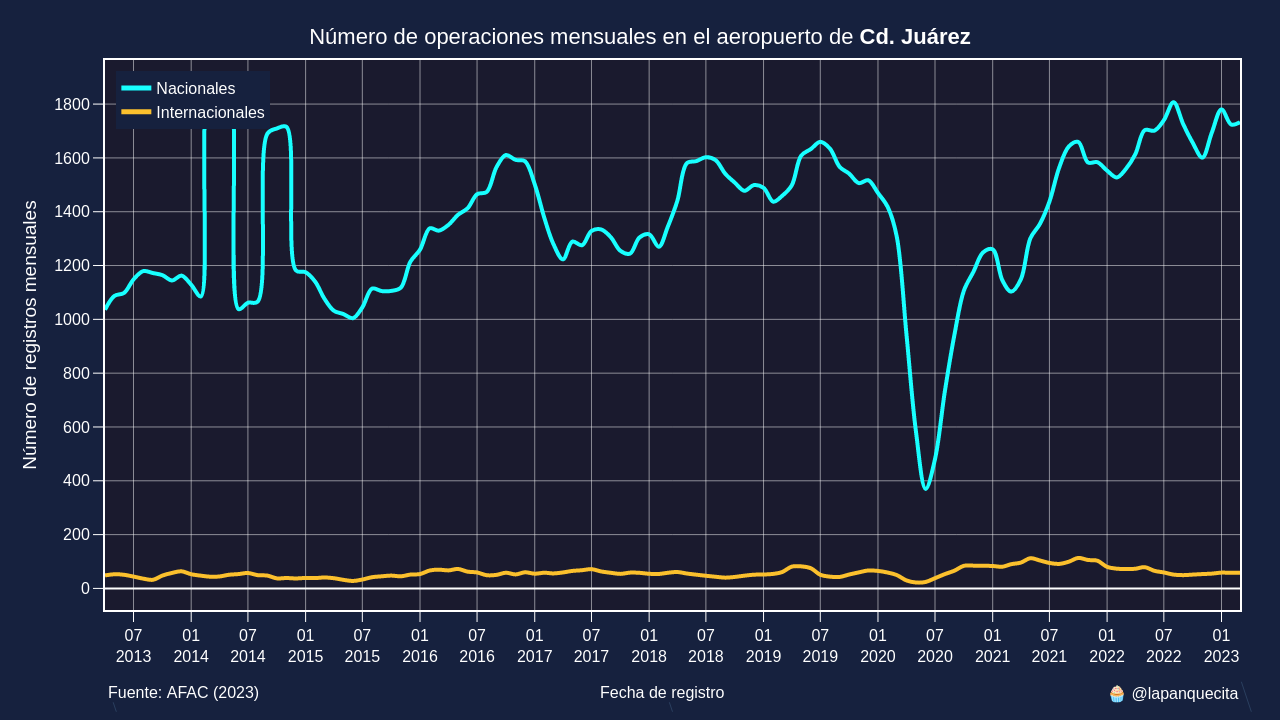 Número de operaciones mensuales en el aeropuerto de Cd. Juárez
Nacionales
Internacionales
Número de registros mensuales
1800
1600
1400
1200
1000
800
600
400
200
0
07 01 07 01 07 01 07 01 07 01 07 01 07 01 07 01 07 01 07 01
2013 2014 2014 2015 2015 2016 2016 2017 2017 2018 2018 2019 2019 2020 2020 2021 2021 2022 2022 2023
Fuente: AFAC (2023) Fecha de registro 🧁 @lapanquecita